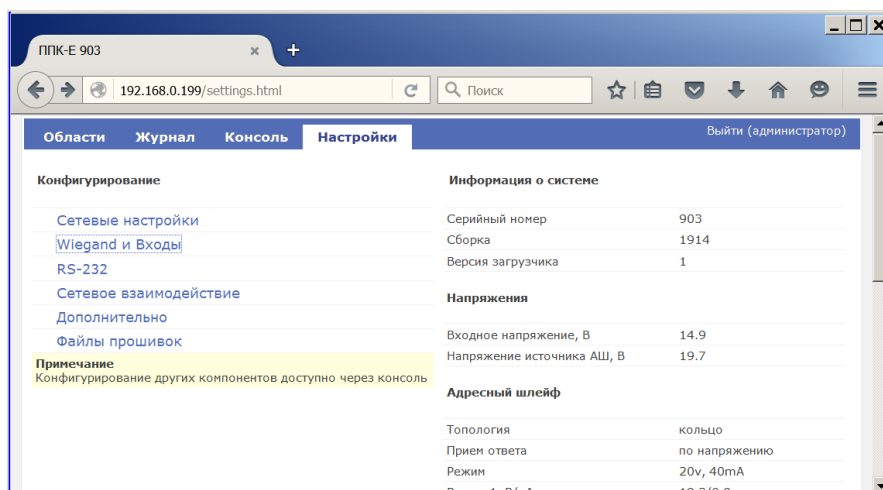 ППК-Е 903
192.168.0.199/settings.html
Поиск
Области Журнал Консоль Настройки Выйти (администратор)
Конфигурирование
Сетевые настройки
Wiegand и Входы
RS-232
Сетевое взаимодействие
Дополнительно
Файлы прошивок
Примечание
Конфигурирование других компонентов доступно через консоль
Информация о системе
Серийный номер 903
Сборка 1914
Версия загрузчика 1
Напряжения
Входное напряжение, В 14.9
Напряжение источника АШ, В 19.7
Адресный шлейф
Топология кольцо
Прием ответа по напряжению
Режим 20v, 40mA